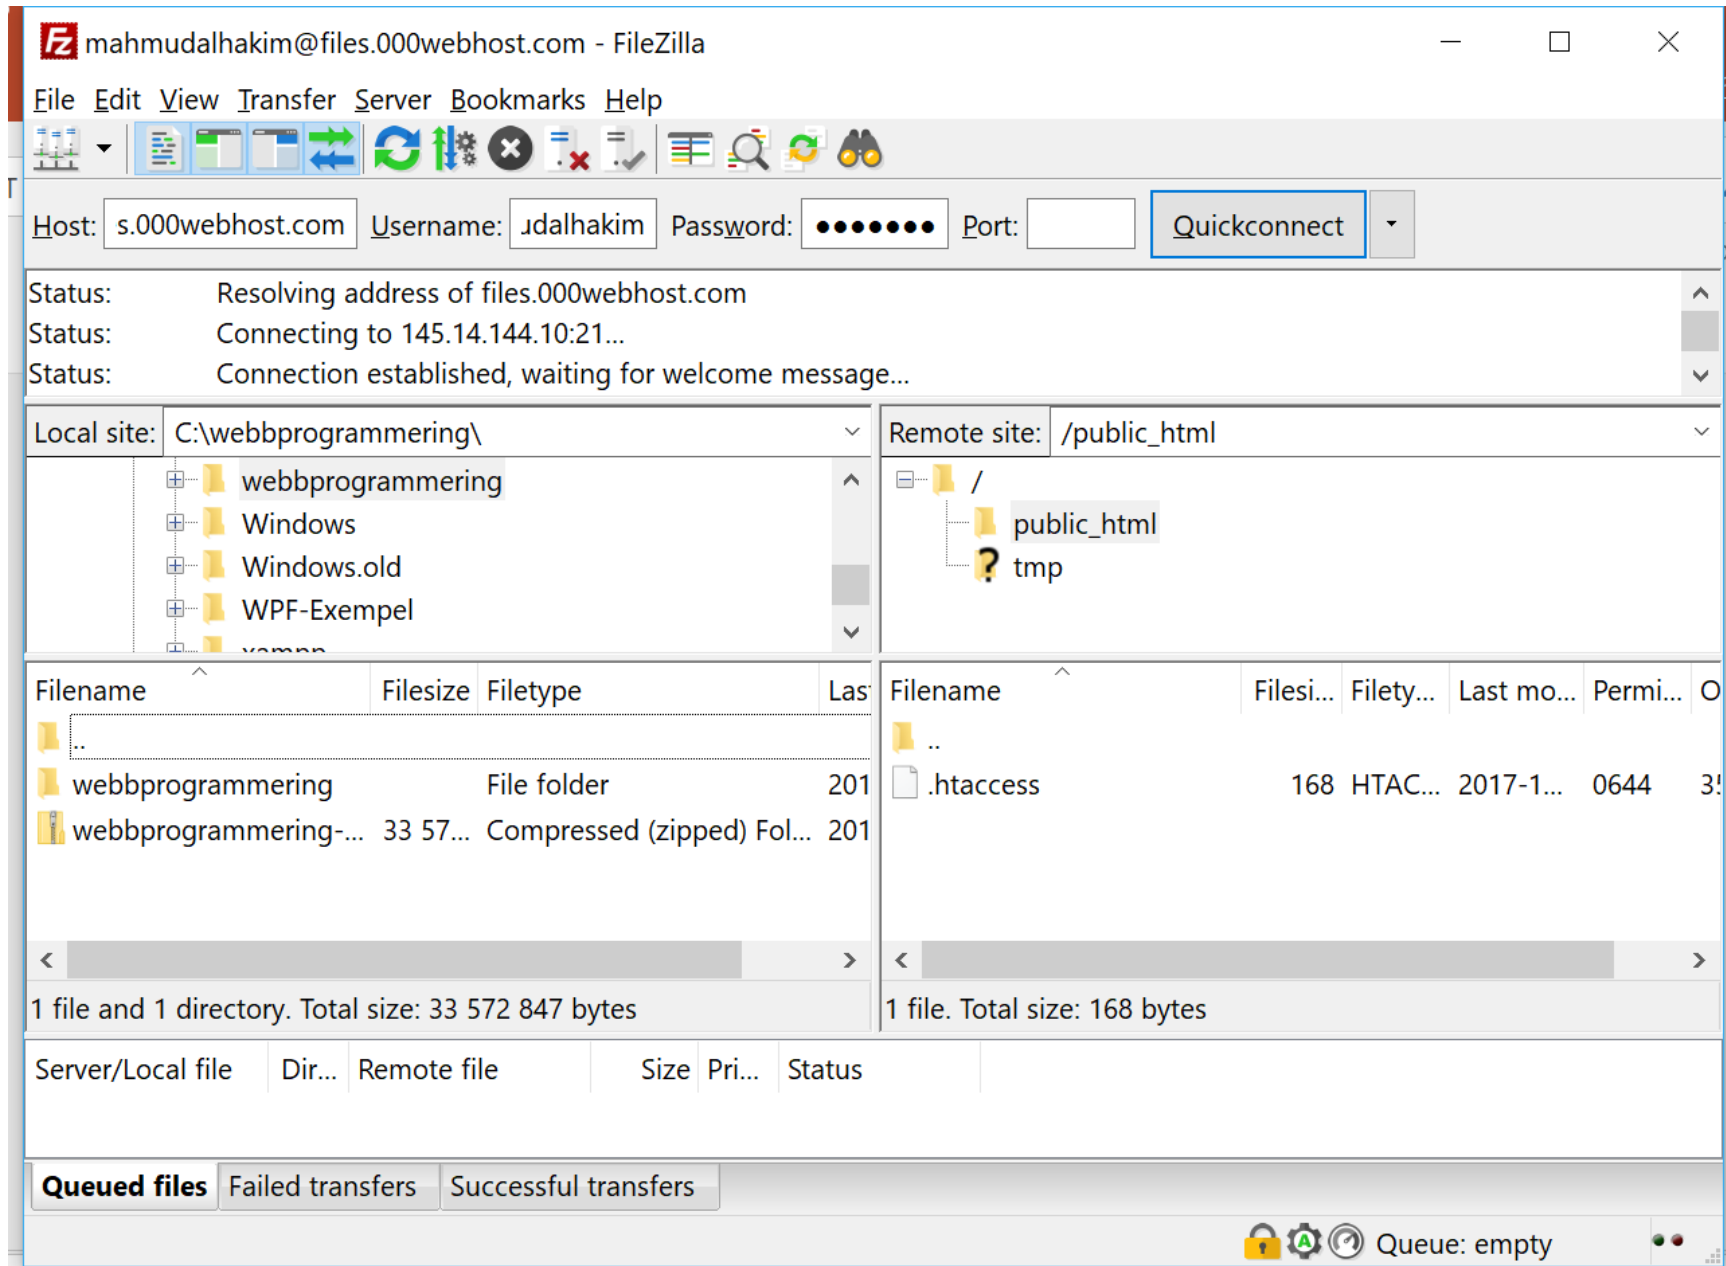 mahmudalhakim@files.000webhost.com - FileZilla
File Edit View Transfer Server Bookmarks Help
Host: s.000webhost.com Username: udalhakim Password: ●●●●●●● Port: Quickconnect
Status: Resolving address of files.000webhost.com
Status: Connecting to 145.14.144.10:21...
Status: Connection established, waiting for welcome message...
Local site: C:\webbprogrammering\
webbprogrammering
Windows
Windows.old
WPF-Exempel
xampp
Remote site: /public_html
/
public_html
tmp
Filename Filesize Filetype Las
..
webbprogrammering File folder 201
webbprogrammering-... 33 57... Compressed (zipped) Fol... 201
1 file and 1 directory. Total size: 33 572 847 bytes
Filename Filesi... Filety... Last mo... Permi... O
..
.htaccess 168 HTAC... 2017-1... 0644 35
1 file. Total size: 168 bytes
Server/Local file Dir... Remote file Size Pri... Status
Queued files Failed transfers Successful transfers
Queue: empty